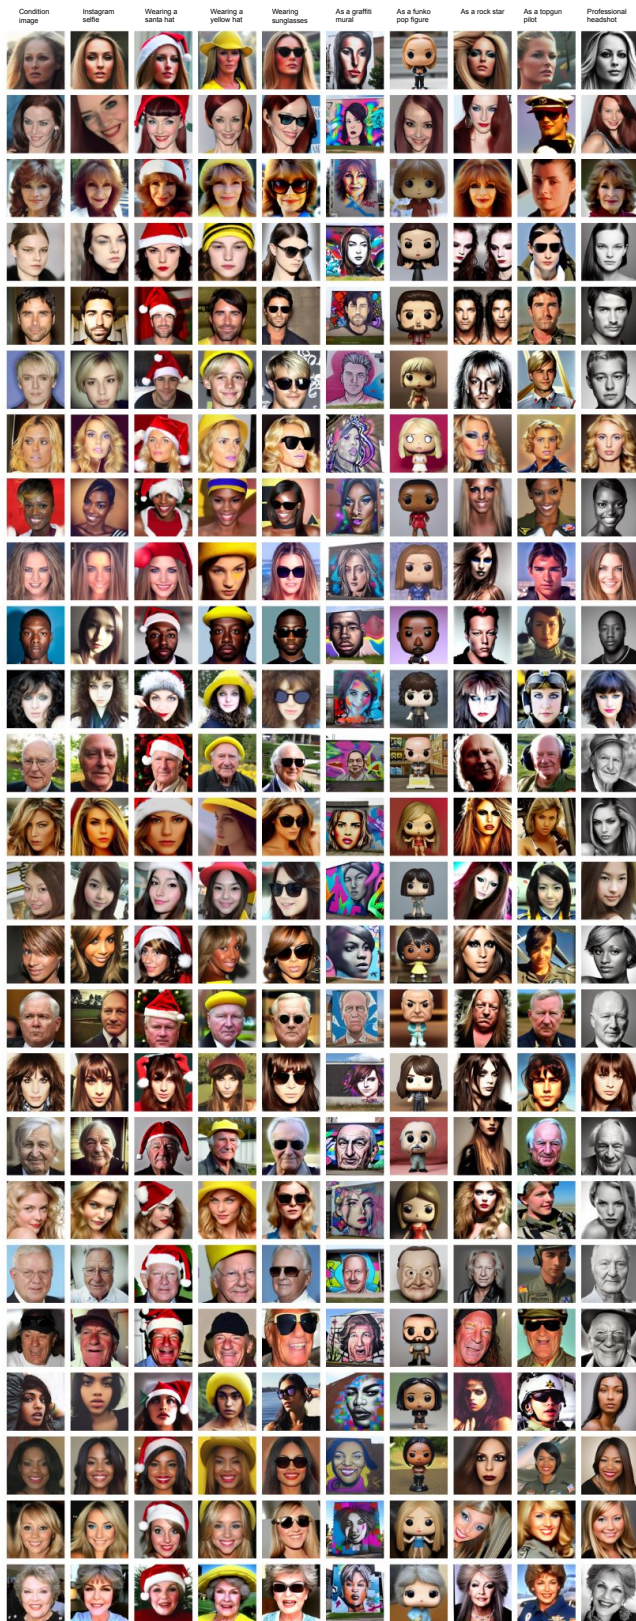 Condition
image
Instagram
selfie
Wearing a
santa hat
Wearing a
yellow hat
Wearing
sunglasses
As a graffiti
mural
As a funko
pop figure
As a rock star
As a topgun
pilot
Professional
headshot